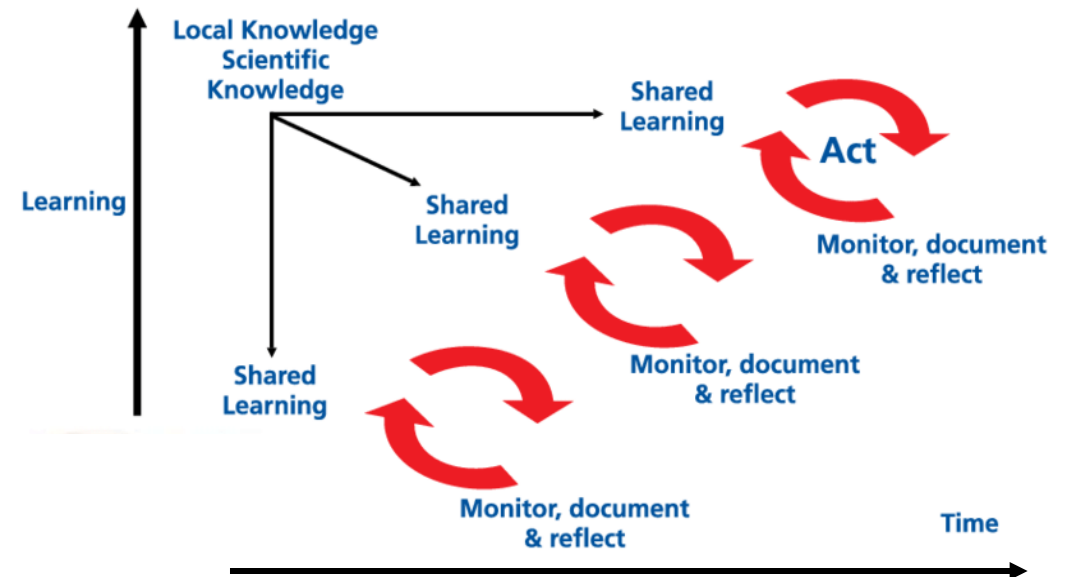 Local Knowledge
Scientific
Knowledge
Shared
Learning
Act
Learning
Shared
Learning
Monitor, document
& reflect
Shared
Learning
Monitor, document
& reflect
Monitor, document
& reflect
Time